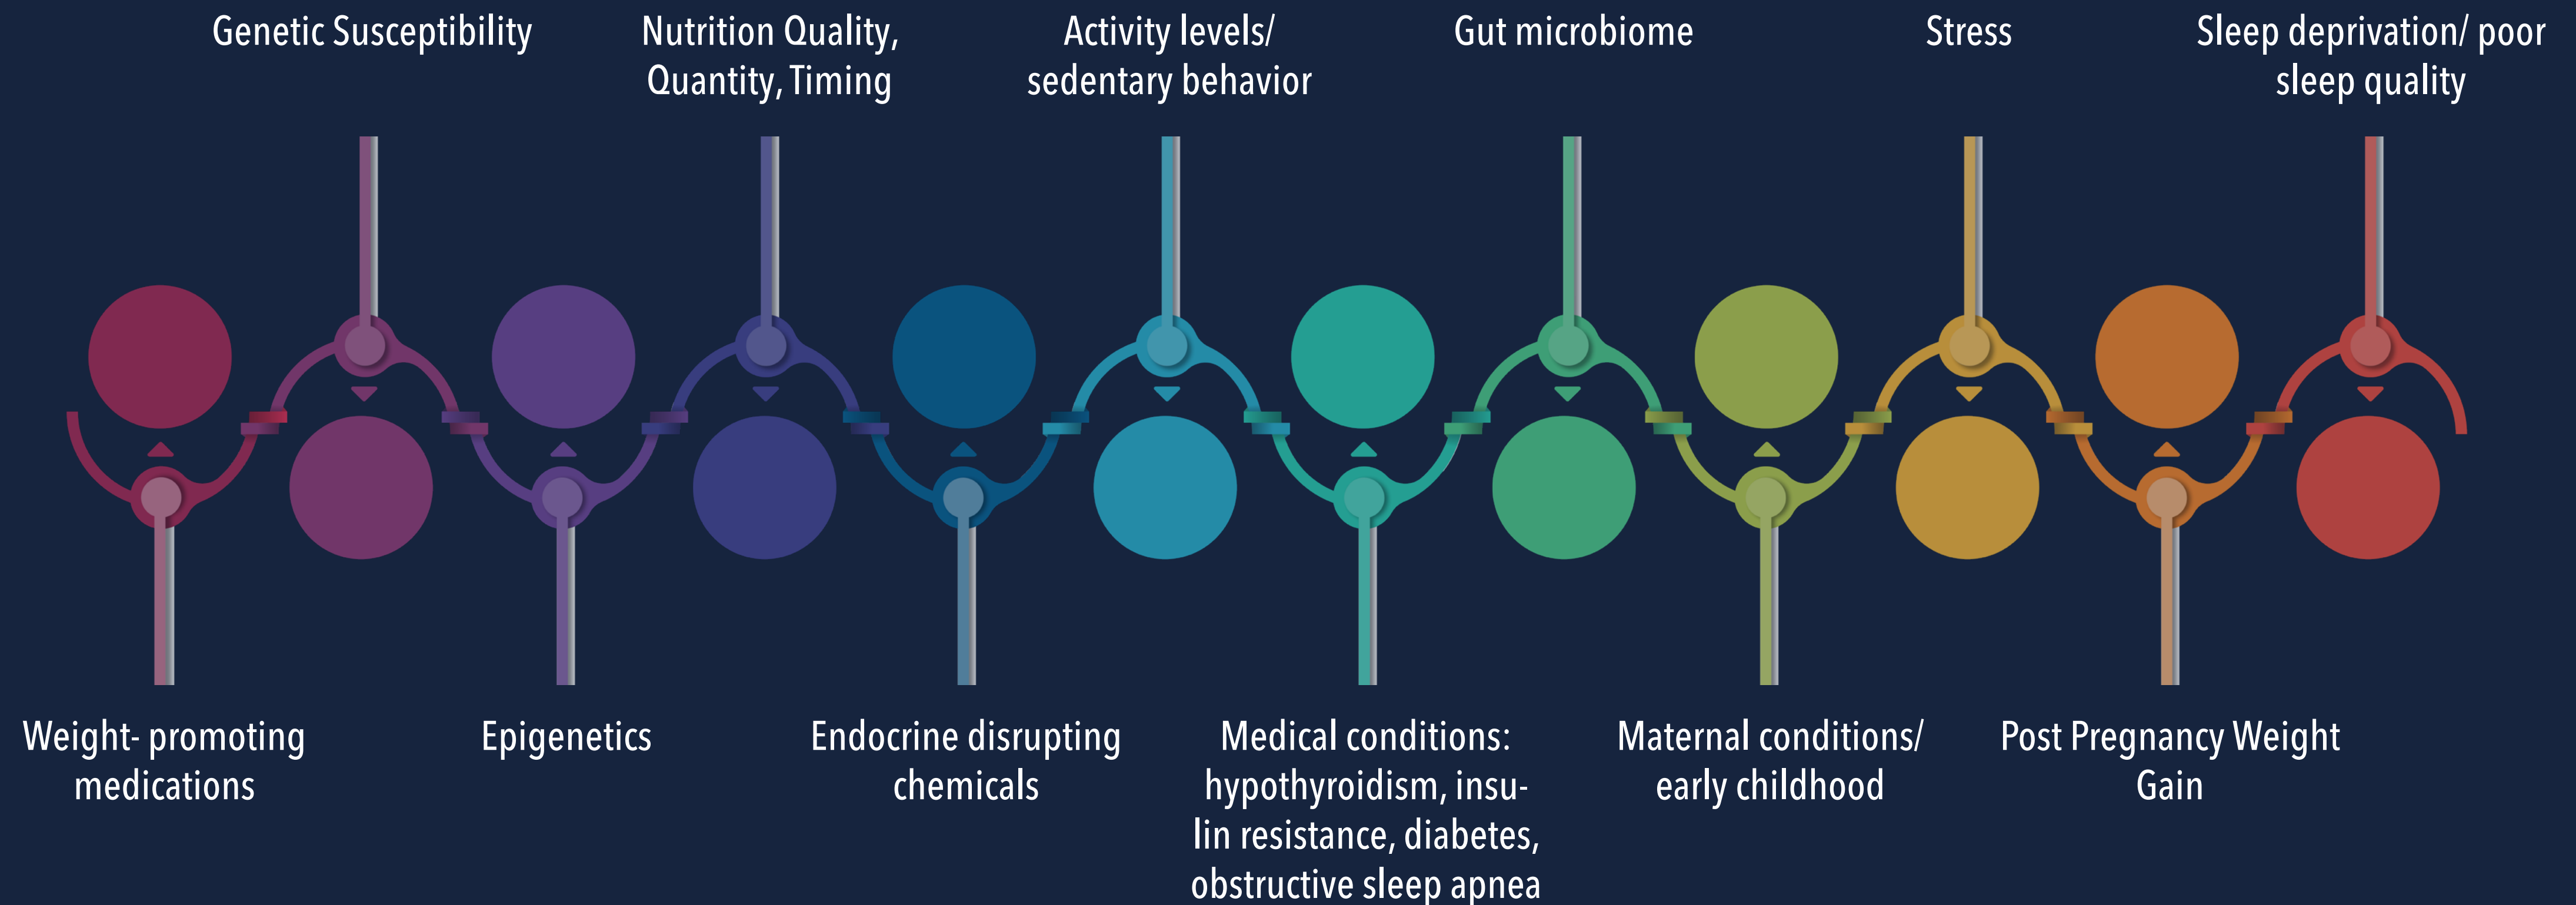 Genetic Susceptibility
Nutrition Quality,
Quantity, Timing
Activity levels/
sedentary behavior
Gut microbiome
Stress
Sleep deprivation/ poor
sleep quality
Weight- promoting
medications
Epigenetics
Endocrine disrupting
chemicals
Medical conditions:
hypothyroidism, insu-
lin resistance, diabetes,
obstructive sleep apnea
Maternal conditions/
early childhood
Post Pregnancy Weight
Gain